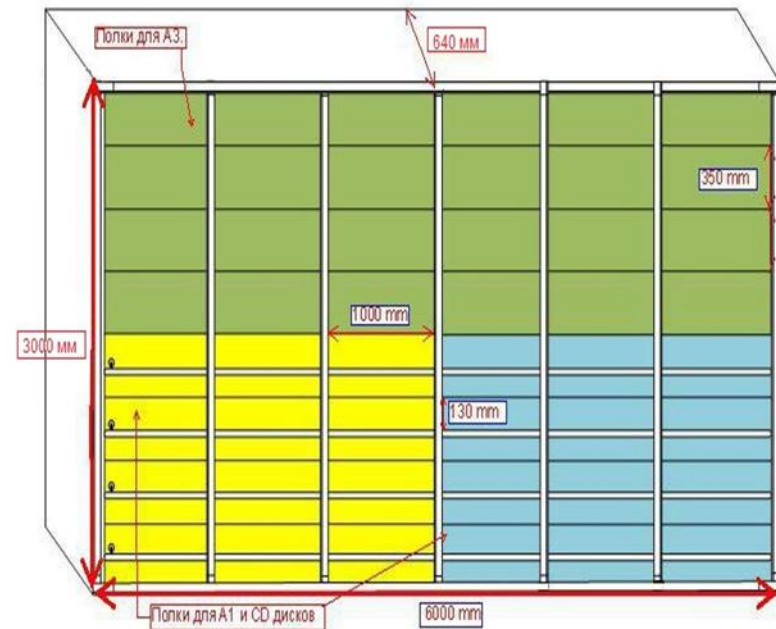 Полки для А3.
640 мм
350 mm
1000 mm
3000 мм
130 mm
Полки для А1 и CD дисков
6000 mm